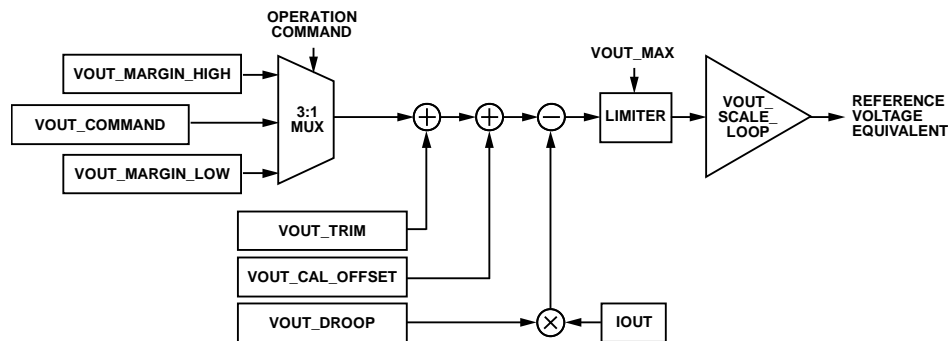 OPERATION
COMMAND
VOUT_MARGIN_HIGH
VOUT_COMMAND
VOUT_MARGIN_LOW
3:1
MUX
VOUT_MAX
LIMITER
VOUT_
SCALE_
LOOP
REFERENCE
VOLTAGE
EQUIVALENT
VOUT_TRIM
VOUT_CAL_OFFSET
VOUT_DROOP
IOUT